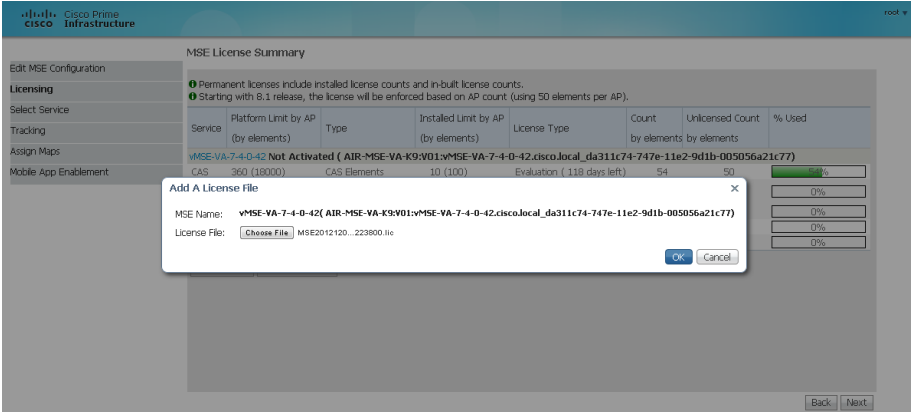 Cisco Prime
CISCO Infrastructure
root
MSE License Summary
Edit MSE Configuration
Licensing
Select Service
Tracking
Assign Maps
Mobile App Enablement
Permanent licenses include installed license counts and in-built license counts.
Starting with 8.1 release, the license will be enforced based on AP count (using 50 elements per AP).
Service Platform Limit by AP (by elements) Type Installed Limit by AP (by elements) License Type Count by elements Unlicensed Count by elements % Used
vMSE-VA-7-4-0-42 Not Activated ( AIR-MSE-VA-K9:V01:vMSE-VA-7-4-0-42.cisco.local_da311c74-747e-11e2-9d1b-005056a21c77)
CAS 360 (18000) CAS Elements 10 (100) Evaluation ( 118 days left) 54 50 54%
0%
0%
0%
0%
Add A License File
MSE Name: vMSE-VA-7-4-0-42( AIR-MSE-VA-K9:V01:vMSE-VA-7-4-0-42.cisco.local_da311c74-747e-11e2-9d1b-005056a21c77)
License File: Choose File MSE2012120...223800.lic
OK Cancel
Back Next